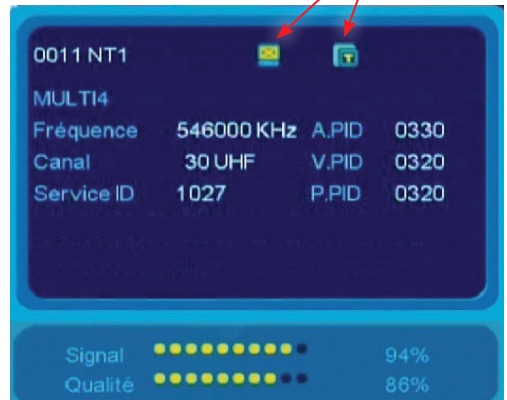 0011 NT1
MULTI4
Fréquence 546000 KHz A.PID 0330
Canal 30 UHF V.PID 0320
Service ID 1027 P.PID 0320
Signal 94%
Qualité 86%